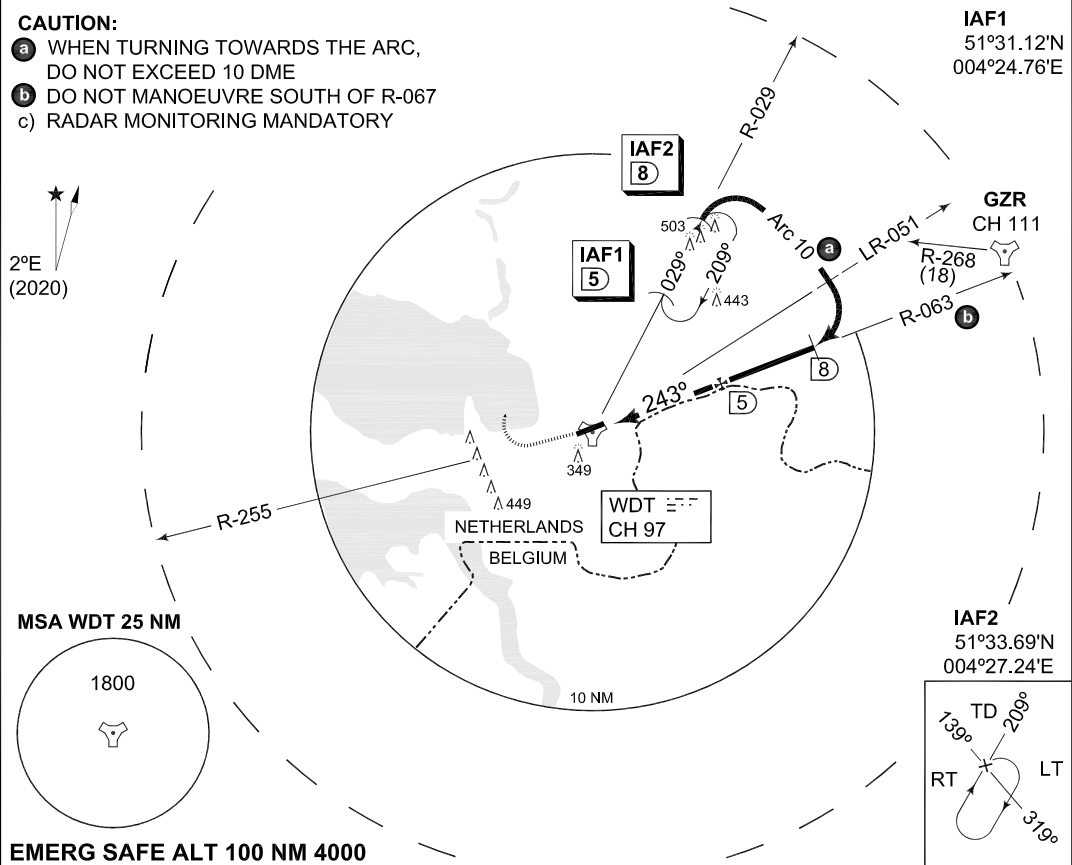 CAUTION:
a WHEN TURNING TOWARDS THE ARC,
DO NOT EXCEED 10 DME
b DO NOT MANOEUVRE SOUTH OF R-067
c) RADAR MONITORING MANDATORY
IAF1
51º31.12'N
004º24.76'E
2ºE
(2020)
R-029
IAF2
8
503
IAF1
5
029º
209º
443
Arc 10
a
LR-051
GZR
CH 111
R-268
(18)
R-063
b
8
243º
5
349
449
R-255
WDT
CH 97
NETHERLANDS
BELGIUM
10 NM
MSA WDT 25 NM
1800
IAF2
51º33.69'N
004º27.24'E
TD
139º
209º
RT
LT
319º
EMERG SAFE ALT 100 NM 4000